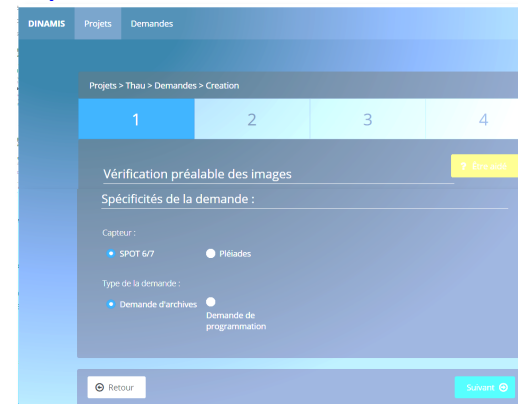 DINAMIS Projets Demandes
Projets > Thau > Demandes > Creation
1 2 3 4
Vérification préalable des images
Spécificités de la demande :
Capteur :
SPOT 6/7 Pléiades
Type de la demande :
Demande d'archives
Demande de
programmation
Retour Suivant